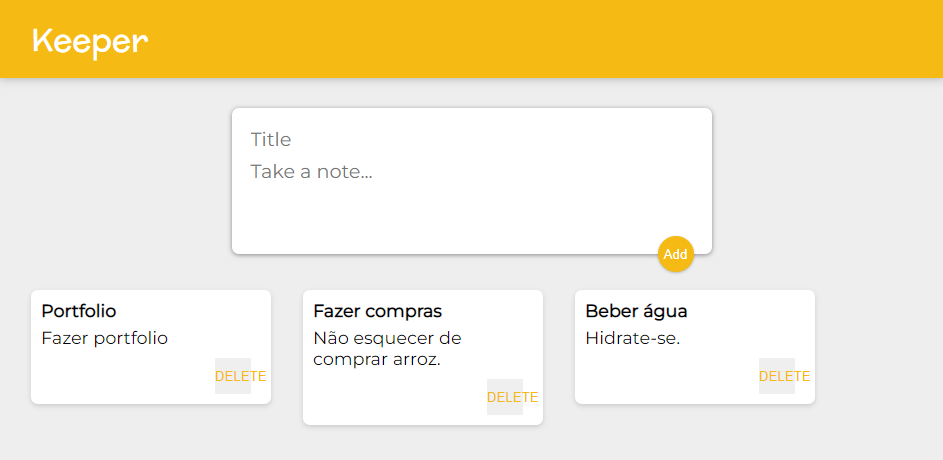 Keeper
Title
Take a note...
Add
Portfolio
Fazer portfolio
DELETE
Fazer compras
Não esquecer de
comprar arroz.
DELETE
Beber água
Hidrate-se.
DELETE